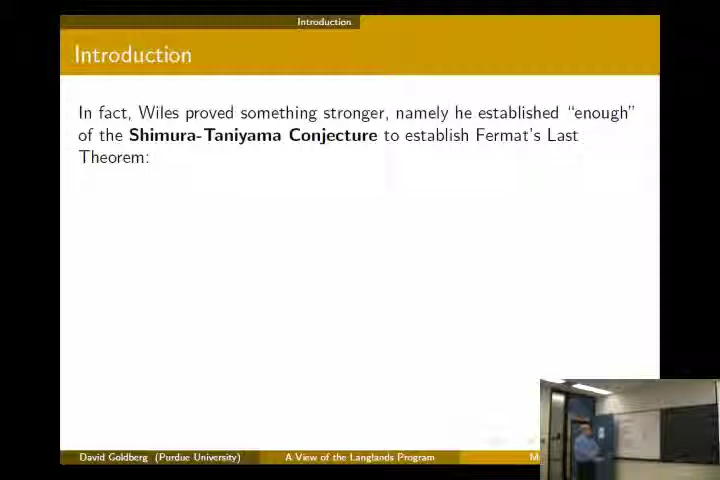 Introduction
Introduction
In fact, Wiles proved something stronger, namely he established “enough”
of the Shimura-Taniyama Conjecture to establish Fermat's Last
Theorem:
David Goldberg (Purdue University)
A View of the Langlands Program